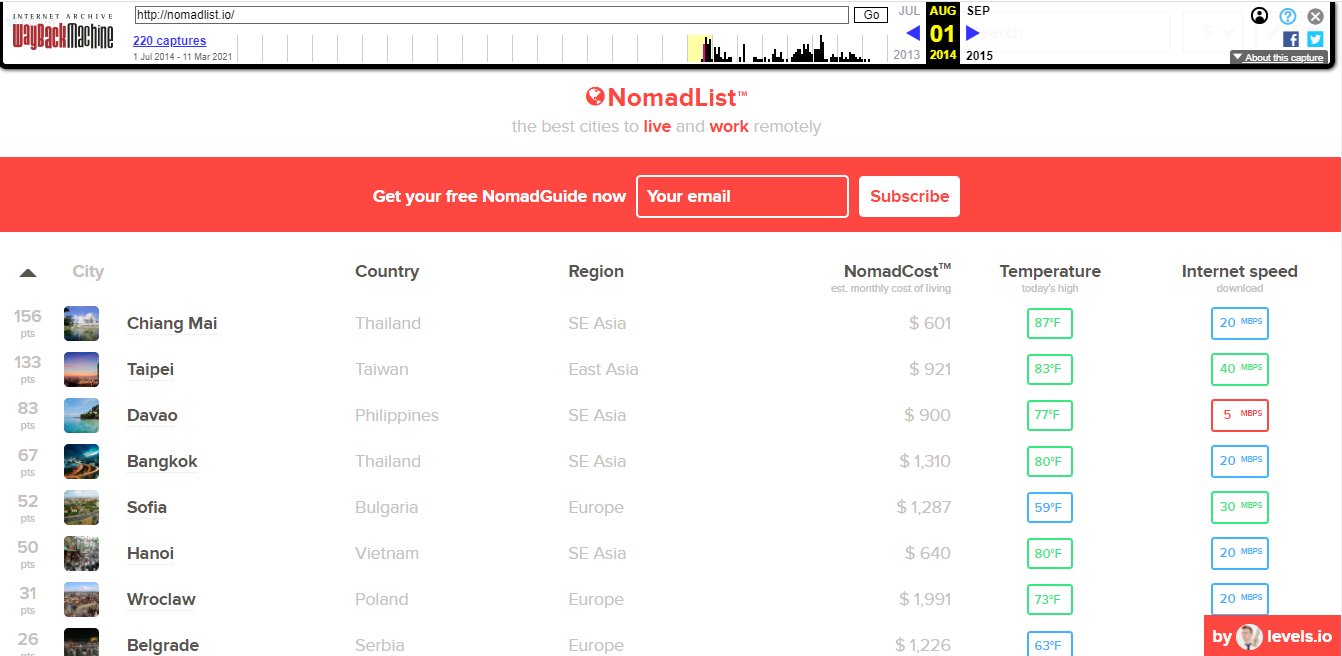 INTERNET ARCHIVE
WayBackMachine
http://nomadlist.io/
Go
JUL AUG SEP
220 captures
01
1 Jul 2014 - 11 Mar 2021
2013 2014 2015
About this capture
NomadList™
the best cities to live and work remotely
Get your free NomadGuide now Your email Subscribe
City Country Region NomadCost™ Temperature Internet speed
est. monthly cost of living today's high download
156 pts Chiang Mai Thailand SE Asia $ 601 87°F 20 MBPS
133 pts Taipei Taiwan East Asia $ 921 83°F 40 MBPS
83 pts Davao Philippines SE Asia $ 900 77°F 5 MBPS
67 pts Bangkok Thailand SE Asia $ 1,310 80°F 20 MBPS
52 pts Sofia Bulgaria Europe $ 1,287 59°F 30 MBPS
50 pts Hanoi Vietnam SE Asia $ 640 80°F 20 MBPS
31 pts Wroclaw Poland Europe $ 1,991 73°F 20 MBPS
26 pts Belgrade Serbia Europe $ 1,226 63°F
by levels.io